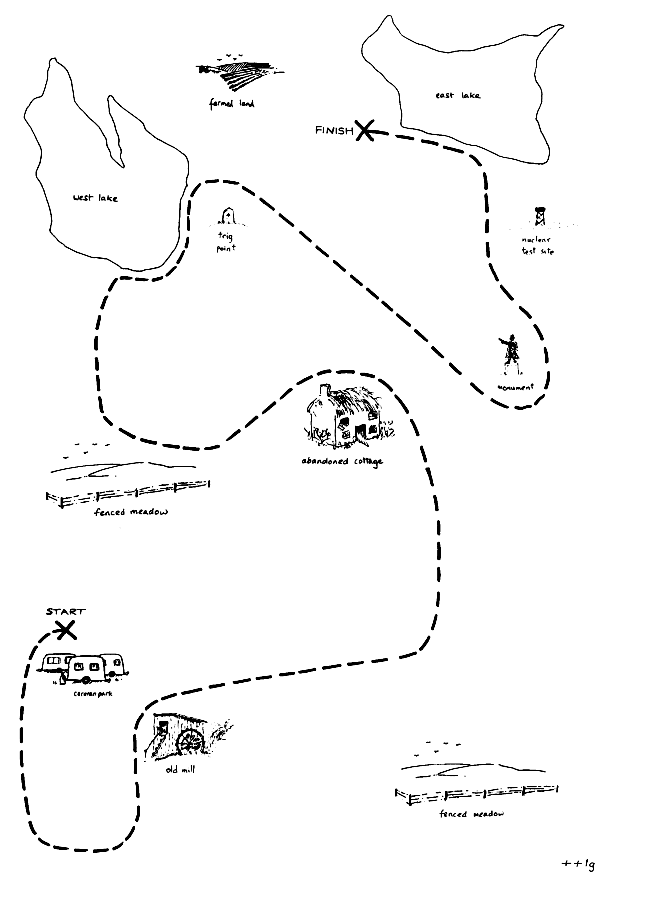 farmed land
east lake
FINISH
west lake
trig
point
nuclear
test site
monument
abandoned cottage
fenced meadow
START
caravan park
old mill
fenced meadow
++1g